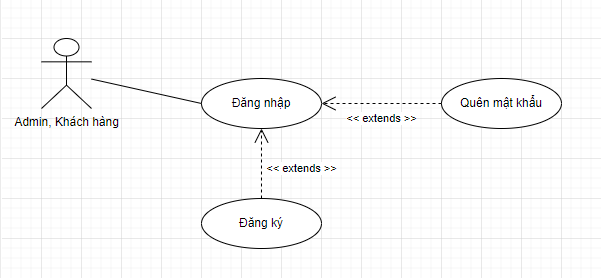 Đăng nhập
Quên mật khẩu
Admin, Khách hàng
<< extends >>
<< extends >>
Đăng ký